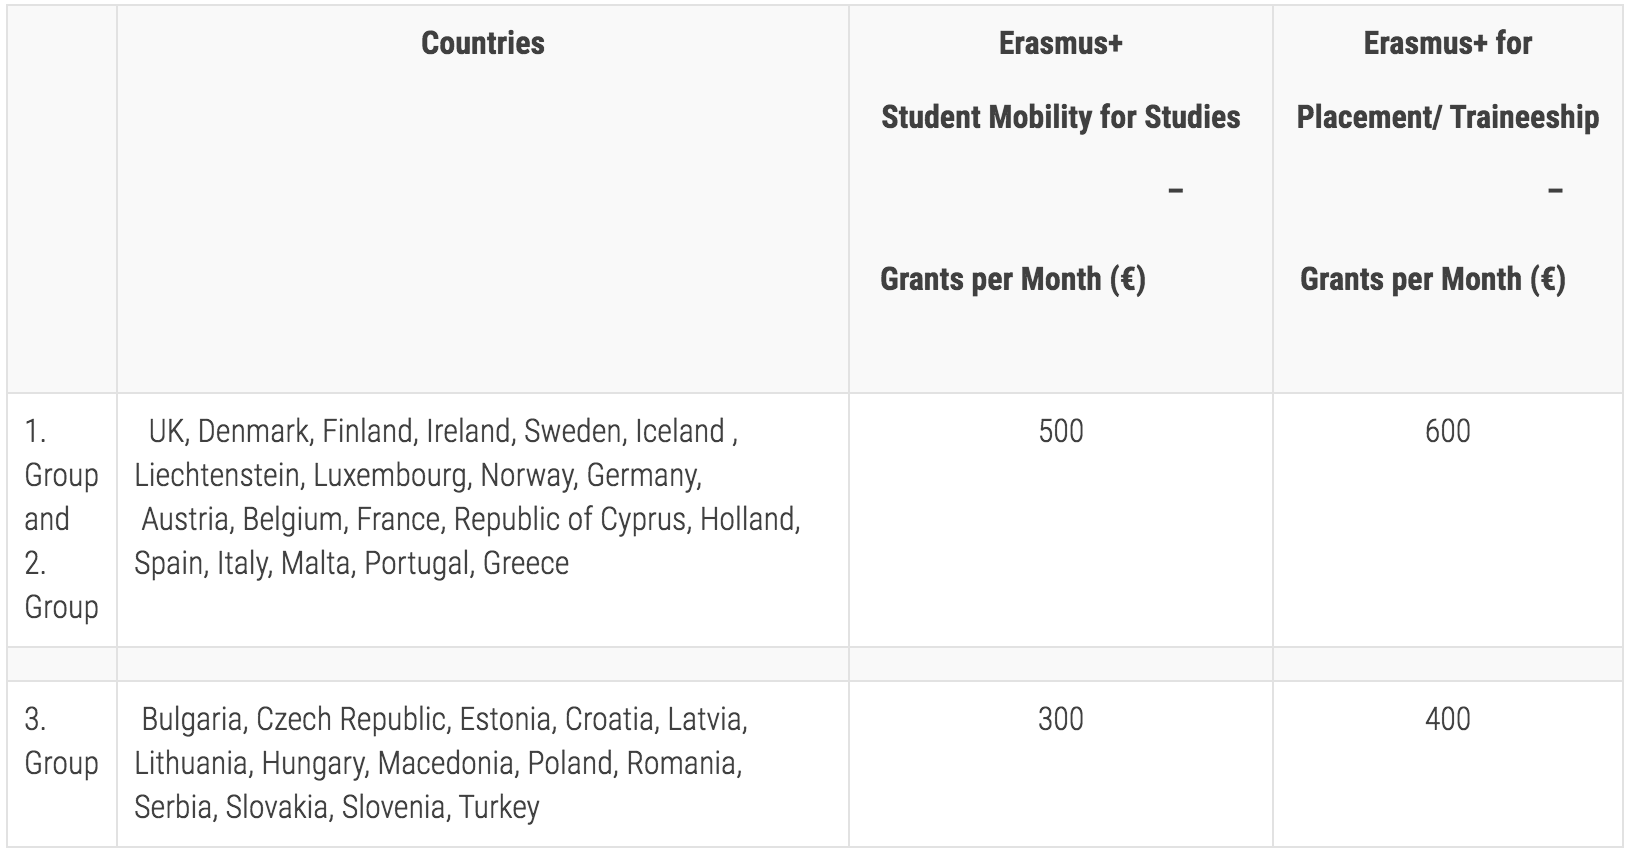 Countries
Erasmus+
Student Mobility for Studies
–
Grants per Month (€)
Erasmus+ for
Placement/ Traineeship
–
Grants per Month (€)
1.
Group
and
2.
Group
UK, Denmark, Finland, Ireland, Sweden, Iceland ,
Liechtenstein, Luxembourg, Norway, Germany,
Austria, Belgium, France, Republic of Cyprus, Holland,
Spain, Italy, Malta, Portugal, Greece
500
600
3.
Group
Bulgaria, Czech Republic, Estonia, Croatia, Latvia,
Lithuania, Hungary, Macedonia, Poland, Romania,
Serbia, Slovakia, Slovenia, Turkey
300
400